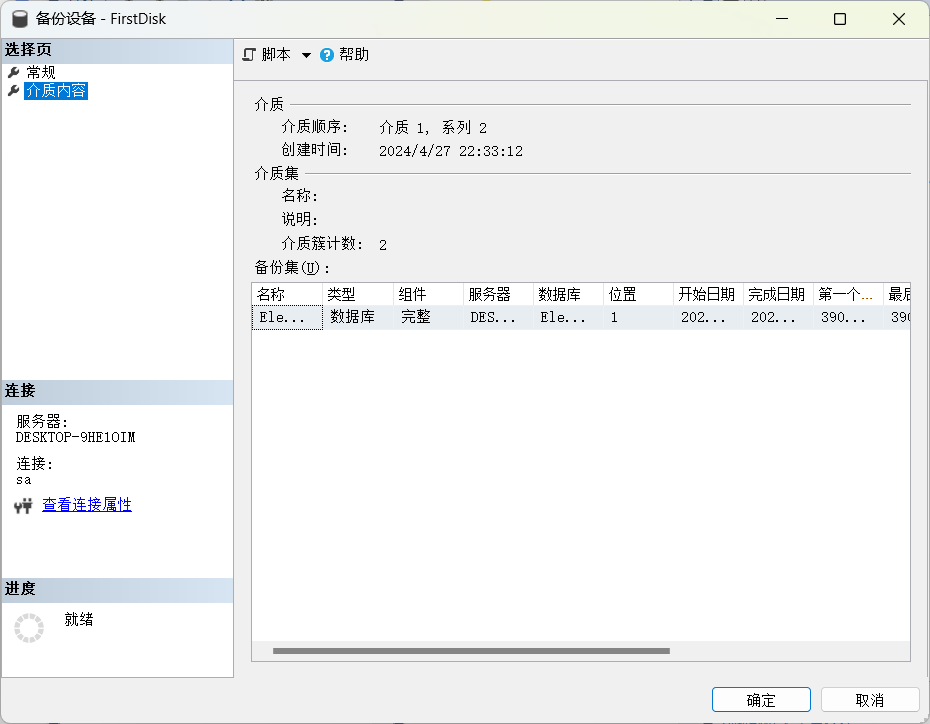 备份设备 - FirstDisk
选择页
常规
介质内容
脚本 帮助
介质
介质顺序: 介质 1, 系列 2
创建时间: 2024/4/27 22:33:12
介质集
名称:
说明:
介质簇计数: 2
备份集(U):
名称 类型 组件 服务器 数据库 位置 开始日期 完成日期 第一个... 最后
Ele... 数据库 完整 DES... Ele... 1 202... 202... 390... 390
连接
服务器:
DESKTOP-9HE1OIM
连接:
sa
查看连接属性
进度
就绪
确定 取消